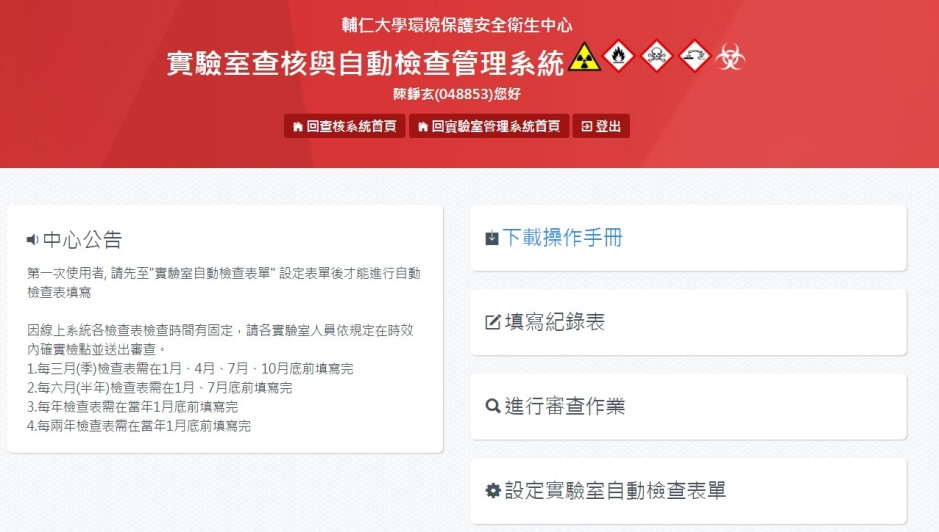 輔仁大學環境保護安全衛生中心
實驗室查核與自動檢查管理系統
陳錚玄(048853)您好
回查核系統首頁 回實驗室管理系統首頁 登出
中心公告
第一次使用者, 請先至"實驗室自動檢查表單" 設定表單後才能進行自動
檢查表填寫
因線上系統各檢查表檢查時間有固定，請各實驗室人員依規定在時效
內確實檢點並送出審查。
1.每三月(季)檢查表需在1月、4月、7月、10月底前填寫完
2.每六月(半年)檢查表需在1月、7月底前填寫完
3.每年檢查表需在當年1月底前填寫完
4.每兩年檢查表需在當年1月底前填寫完
下載操作手冊
填寫紀錄表
進行審查作業
設定實驗室自動檢查表單